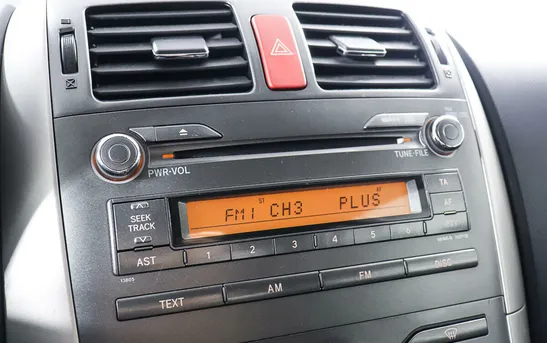 PWR•VOL
TUNE•FILE
ST
AF
FM1 CH3 PLUS
SEEK
TRACK
TA
AF
1 2 3 4 5 6
AST
13805
TEXT
AM
FM
DISC